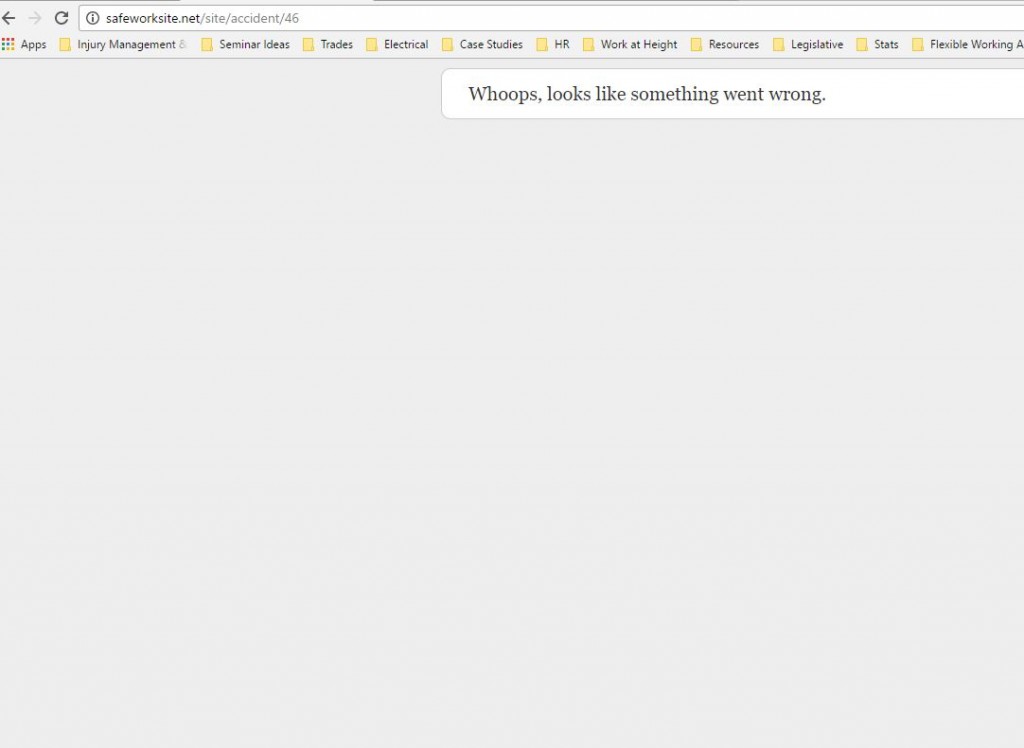 safeworksite.net/site/accident/46
Apps Injury Management & Seminar Ideas Trades Electrical Case Studies HR Work at Height Resources Legislative Stats Flexible Working A
Whoops, looks like something went wrong.